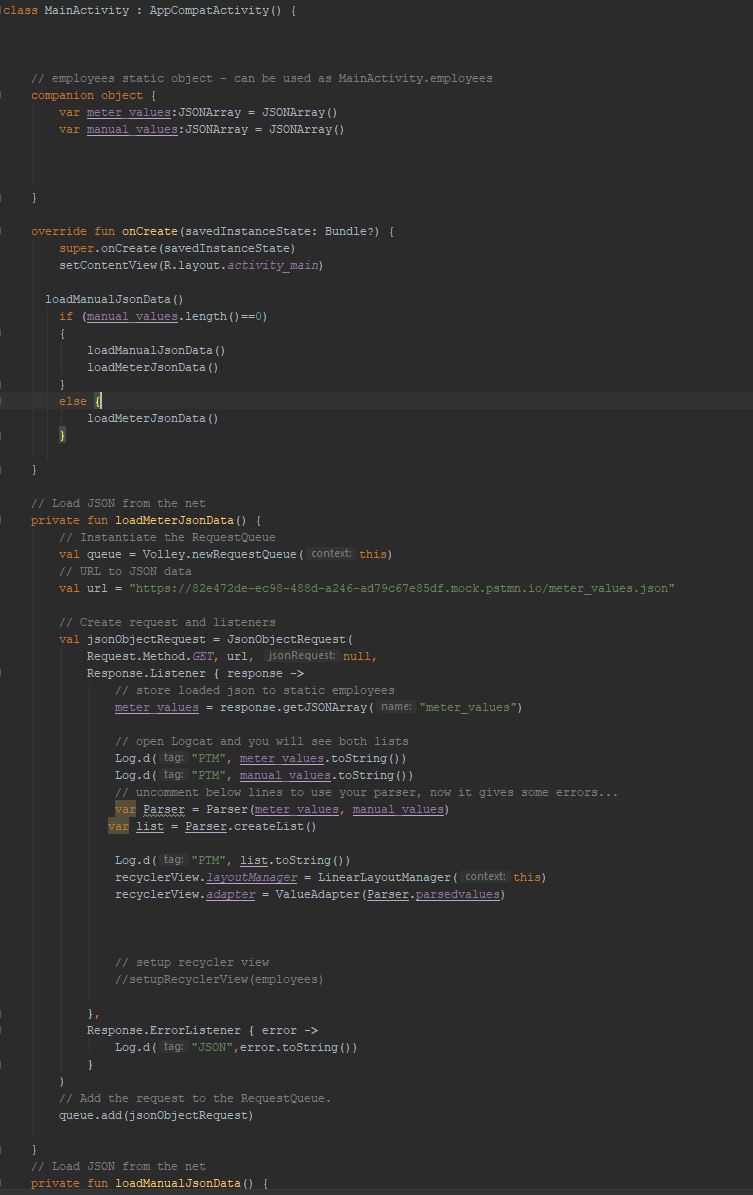 class MainActivity : AppCompatActivity() {
// employees static object - can be used as MainActivity.employees
companion object {
var meter_values:JSONArray = JSONArray()
var manual_values:JSONArray = JSONArray()
}
override fun onCreate(savedInstanceState: Bundle?) {
super.onCreate(savedInstanceState)
setContentView(R.layout.activity_main)
loadManualJsonData()
if (manual_values.length()==0)
{
loadManualJsonData()
loadMeterJsonData()
}
else {
loadMeterJsonData()
}
}
// Load JSON from the net
private fun loadMeterJsonData() {
// Instantiate the RequestQueue
val queue = Volley.newRequestQueue( context: this)
// URL to JSON data
val url = "https://82e472de-ec98-488d-a246-ad79c67e85df.mock.pstmn.io/meter_values.json"
// Create request and listeners
val jsonObjectRequest = JsonObjectRequest(
Request.Method.GET, url, jsonRequest: null,
Response.Listener { response ->
// store loaded json to static employees
meter_values = response.getJSONArray( name: "meter_values")
// open Logcat and you will see both lists
Log.d( tag: "PTM", meter_values.toString())
Log.d( tag: "PTM", manual_values.toString())
// uncomment below lines to use your parser, now it gives some errors...
var Parser = Parser(meter_values, manual_values)
var list = Parser.createList()
Log.d( tag: "PTM", list.toString())
recyclerView.layoutManager = LinearLayoutManager( context: this)
recyclerView.adapter = ValueAdapter(Parser.parsedvalues)
// setup recycler view
//setupRecyclerView(employees)
},
Response.ErrorListener { error ->
Log.d( tag: "JSON",error.toString())
}
)
// Add the request to the RequestQueue.
queue.add(jsonObjectRequest)
}
// Load JSON from the net
private fun loadManualJsonData() {